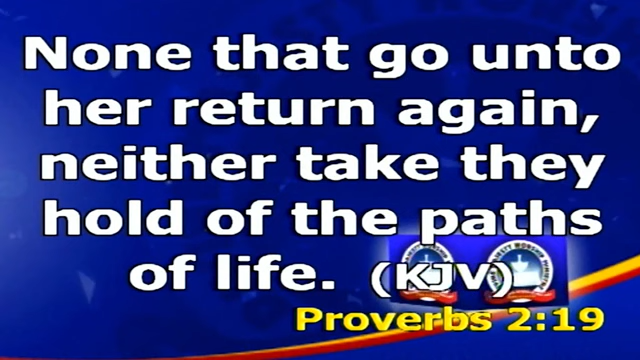 None that go unto
her return again,
neither take they
hold of the paths
of life. (KJV)
Proverbs 2:19